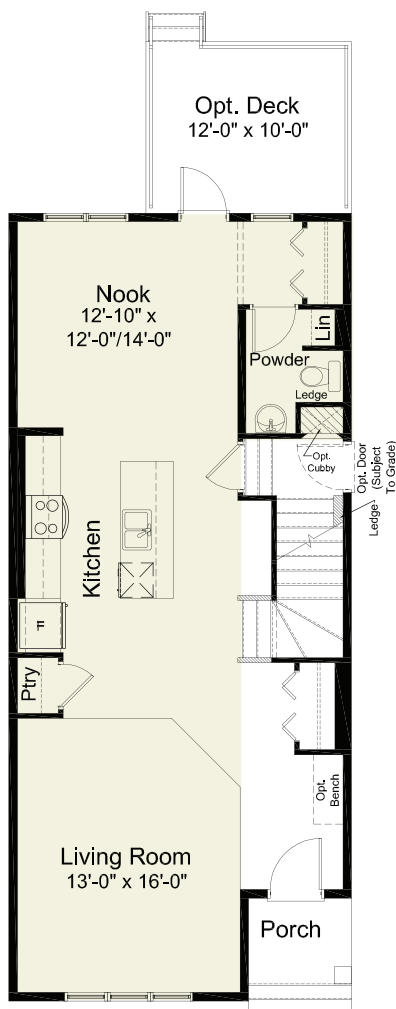 Opt. Deck
12'-0" x 10'-0"
Nook
12'-10" x
12'-0"/14'-0"
Lin
Powder
Ledge
Opt.
Cubby
Opt. Door
(Subject
To Grade)
Ledge
Kitchen
F
Ptry
Opt.
Bench
Living Room
13'-0" x 16'-0"
Porch